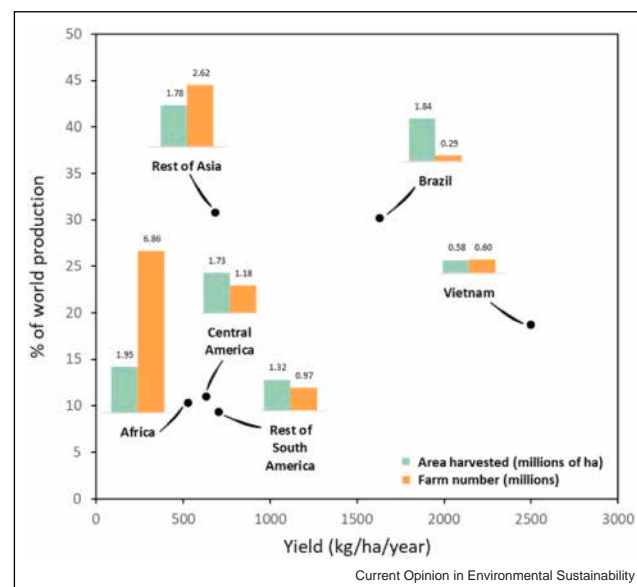 50
45
40
35
30
25
20
15
10
5
0
% of world production
1.78
2.62
Rest of Asia
1.84
0.29
Brazil
0.58
0.60
Vietnam
6.86
1.95
Africa
1.73
1.18
Central
America
1.32
0.97
Rest of
South
America
Area harvested (millions of ha)
Farm number (millions)
0
500
1000
1500
2000
2500
3000
Yield (kg/ha/year)
Current Opinion in Environmental Sustainability